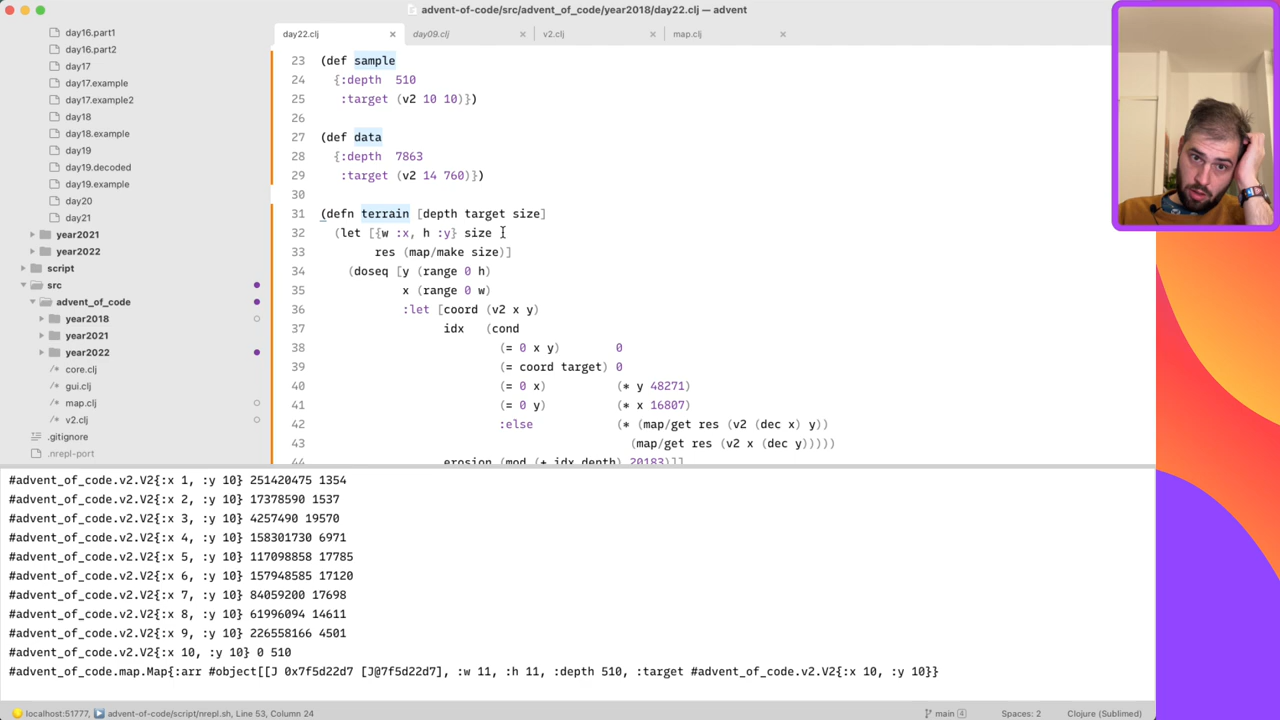 advent-of-code/src/advent_of_code/year2018/day22.clj — advent
day16.part1
day16.part2
day17
day17.example
day17.example2
day18
day18.example
day19
day19.decoded
day19.example
day20
day21
year2021
year2022
script
src
advent_of_code
year2018
year2021
year2022
/* core.clj
/* gui.clj
/* map.clj
/* v2.clj
.gitignore
.nrepl-port
day22.clj
day09.clj
v2.clj
map.clj
23 (def sample
24 {:depth 510
25 :target (v2 10 10)})
26
27 (def data
28 {:depth 7863
29 :target (v2 14 760)})
30
31 (defn terrain [depth target size]
32 (let [{w :x, h :y} size
33 res (map/make size)]
34 (doseq [y (range 0 h)
35 x (range 0 w)
36 :let [coord (v2 x y)
37 idx (cond
38 (= 0 x y) 0
39 (= coord target) 0
40 (= 0 x) (* y 48271)
41 (= 0 y) (* x 16807)
42 :else (* (map/get res (v2 (dec x) y))
43 (map/get res (v2 x (dec y)))))
44 erosion (mod (+ idx depth) 20183)]]
#advent_of_code.v2.V2{:x 1, :y 10} 251420475 1354
#advent_of_code.v2.V2{:x 2, :y 10} 17378590 1537
#advent_of_code.v2.V2{:x 3, :y 10} 4257490 19570
#advent_of_code.v2.V2{:x 4, :y 10} 158301730 6971
#advent_of_code.v2.V2{:x 5, :y 10} 117098858 17785
#advent_of_code.v2.V2{:x 6, :y 10} 157948585 17120
#advent_of_code.v2.V2{:x 7, :y 10} 84059200 17698
#advent_of_code.v2.V2{:x 8, :y 10} 61996094 14611
#advent_of_code.v2.V2{:x 9, :y 10} 226558166 4501
#advent_of_code.v2.V2{:x 10, :y 10} 0 510
#advent_of_code.map.Map{:arr #object[[J 0x7f5d22d7 [J@7f5d22d7], :w 11, :h 11, :depth 510, :target #advent_of_code.v2.V2{:x 10, :y 10}}
localhost:51777, advent-of-code/script/nrepl.sh, Line 53, Column 24
main 4
Spaces: 2
Clojure (Sublimed)